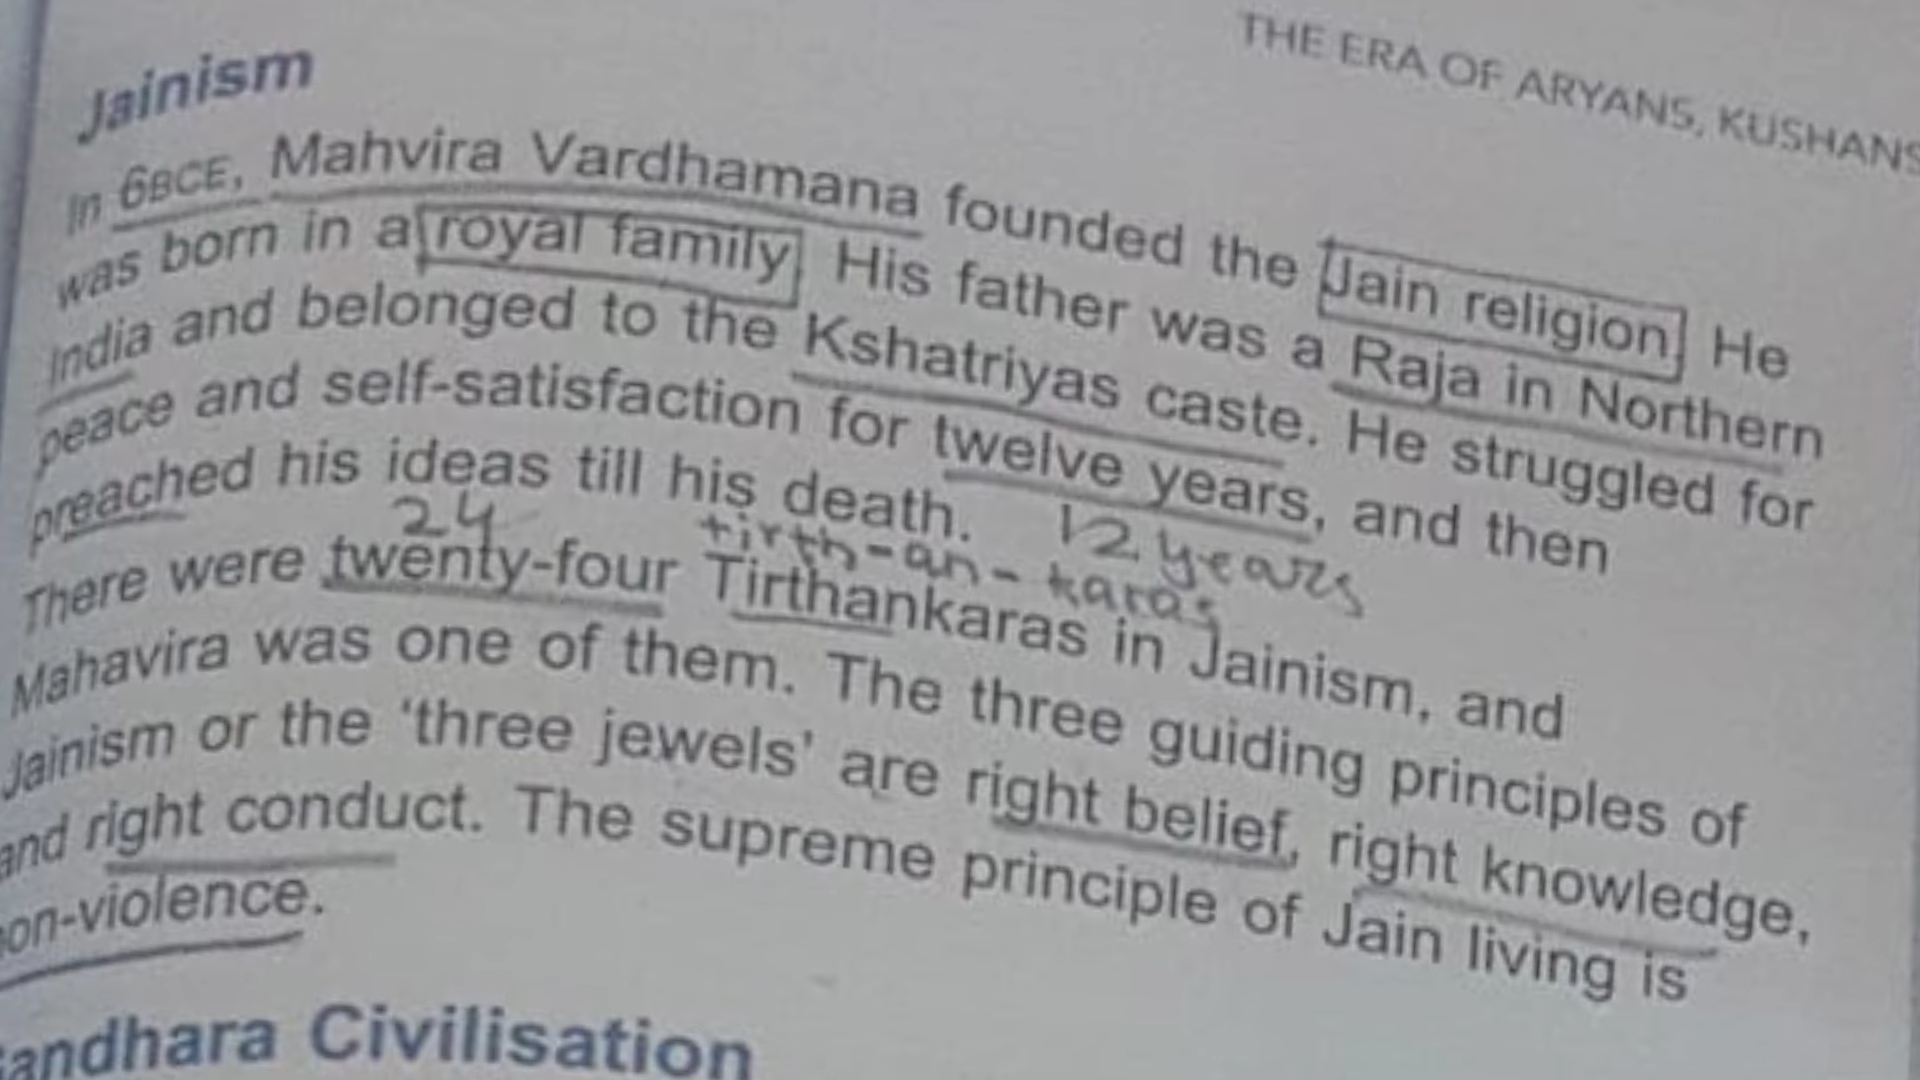 THE ERA OF ARYANS, KUSHANS
Jainism
In 6BCE, Mahvira Vardhamana founded the Jain religion. He
was born in a royal family. His father was a Raja in Northern
India and belonged to the Kshatriyas caste. He struggled for
peace and self-satisfaction for twelve years, and then
preached his ideas till his death. 12 years
24 tirth-an-karas
There were twenty-four Tirthankaras in Jainism, and
Mahavira was one of them. The three guiding principles of
Jainism or the 'three jewels' are right belief, right knowledge,
and right conduct. The supreme principle of Jain living is
on-violence.
andhara Civilisation